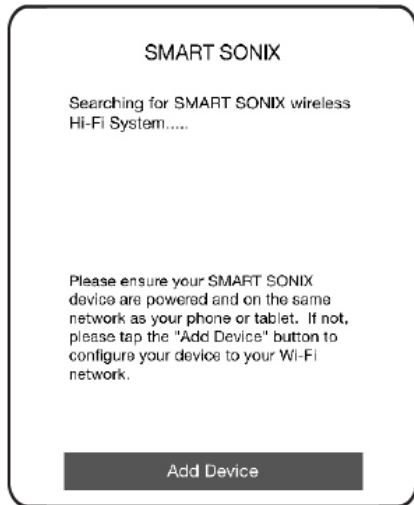 SMART SONIX
Searching for SMART SONIX wireless
Hi-Fi System.....
Please ensure your SMART SONIX
device are powered and on the same
network as your phone or tablet.  If not,
please tap the "Add Device" button to
configure your device to your Wi-Fi
network.
Add Device